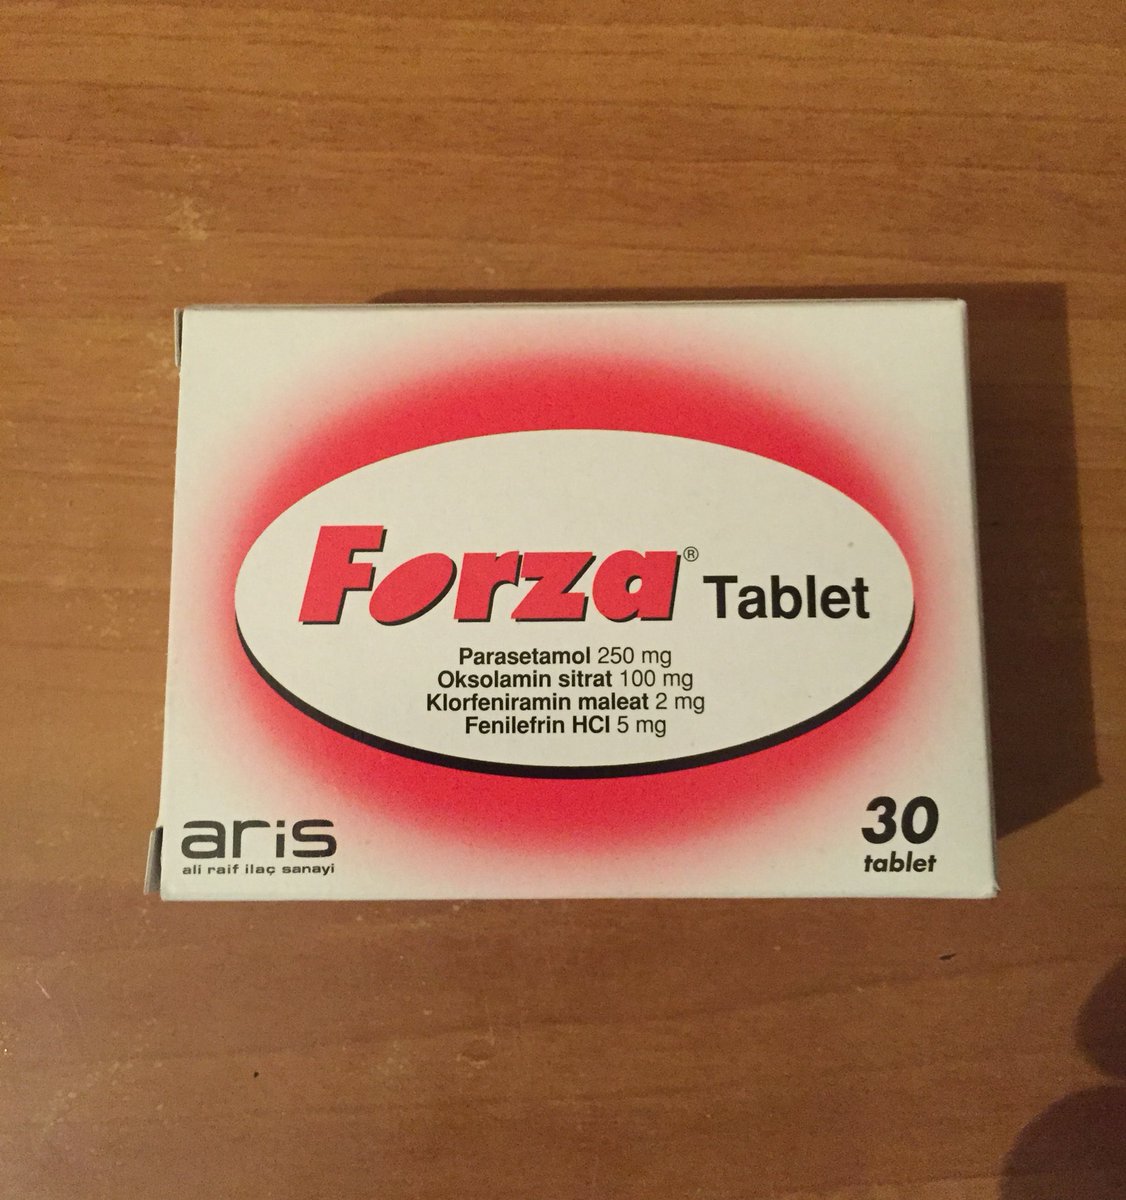 Forza® Tablet
Parasetamol 250 mg
Oksolamin sitrat 100 mg
Klorfeniramin maleat 2 mg
Fenilefrin HCl 5 mg
aris
ali raif ilaç sanayi
30
tablet